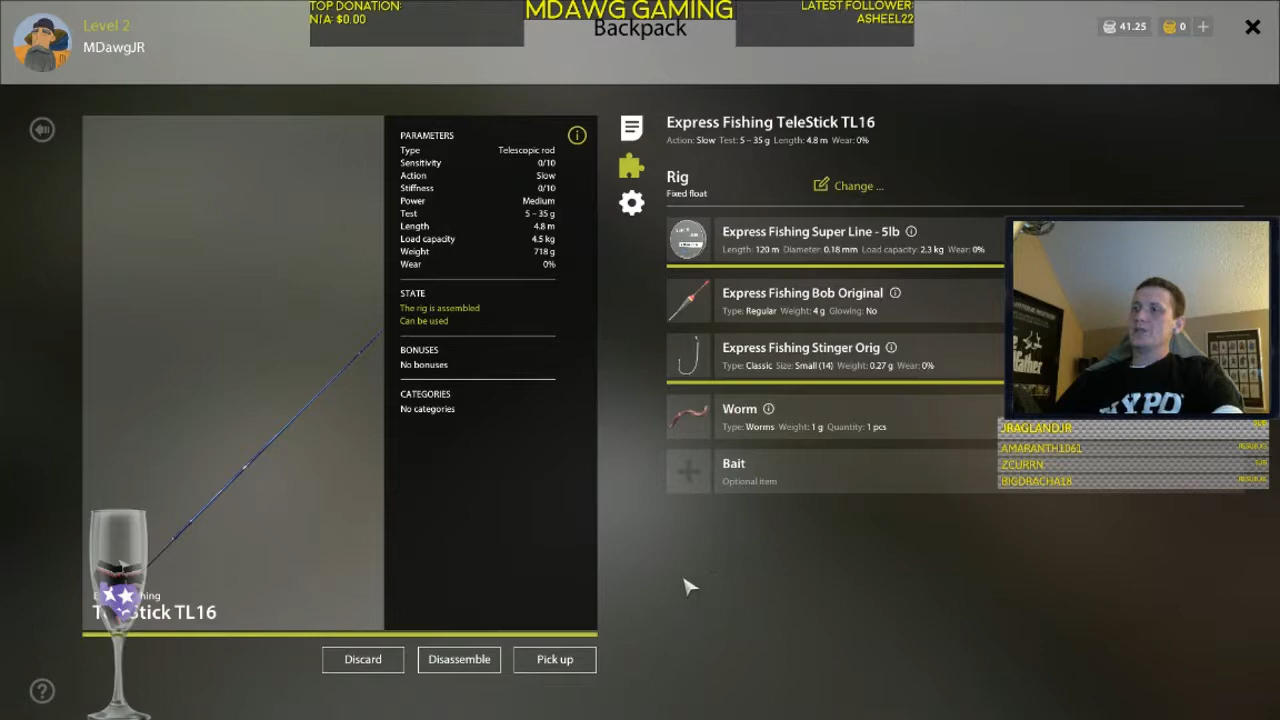 TOP DONATION:
N/A: $0.00
MDAWG GAMING
LATEST FOLLOWER:
ASHEEL22
Level 2
MDawgJR
Backpack
41.25
0
PARAMETERS
Type Telescopic rod
Sensitivity 0/10
Action Slow
Stiffness 0/10
Power Medium
Test 5 – 35 g
Length 4.8 m
Load capacity 4.5 kg
Weight 718 g
Wear 0%
STATE
The rig is assembled
Can be used
BONUSES
No bonuses
CATEGORIES
No categories
TeleStick TL16
Discard
Disassemble
Pick up
Express Fishing TeleStick TL16
Action: Slow Test: 5 – 35 g Length: 4.8 m Wear: 0%
Rig
Fixed float
Change ...
Express Fishing Super Line - 5lb
Length: 120 m Diameter: 0.18 mm Load capacity: 2.3 kg Wear: 0%
Express Fishing Bob Original
Type: Regular Weight: 4 g Glowing: No
Express Fishing Stinger Orig
Type: Classic Size: Small (14) Weight: 0.27 g Wear: 0%
Worm
Type: Worms Weight: 1 g Quantity: 1 pcs
Bait
Optional item
JRAGLANDJR
AMARANTH1061
ZCURRN
BIGDRACHA18